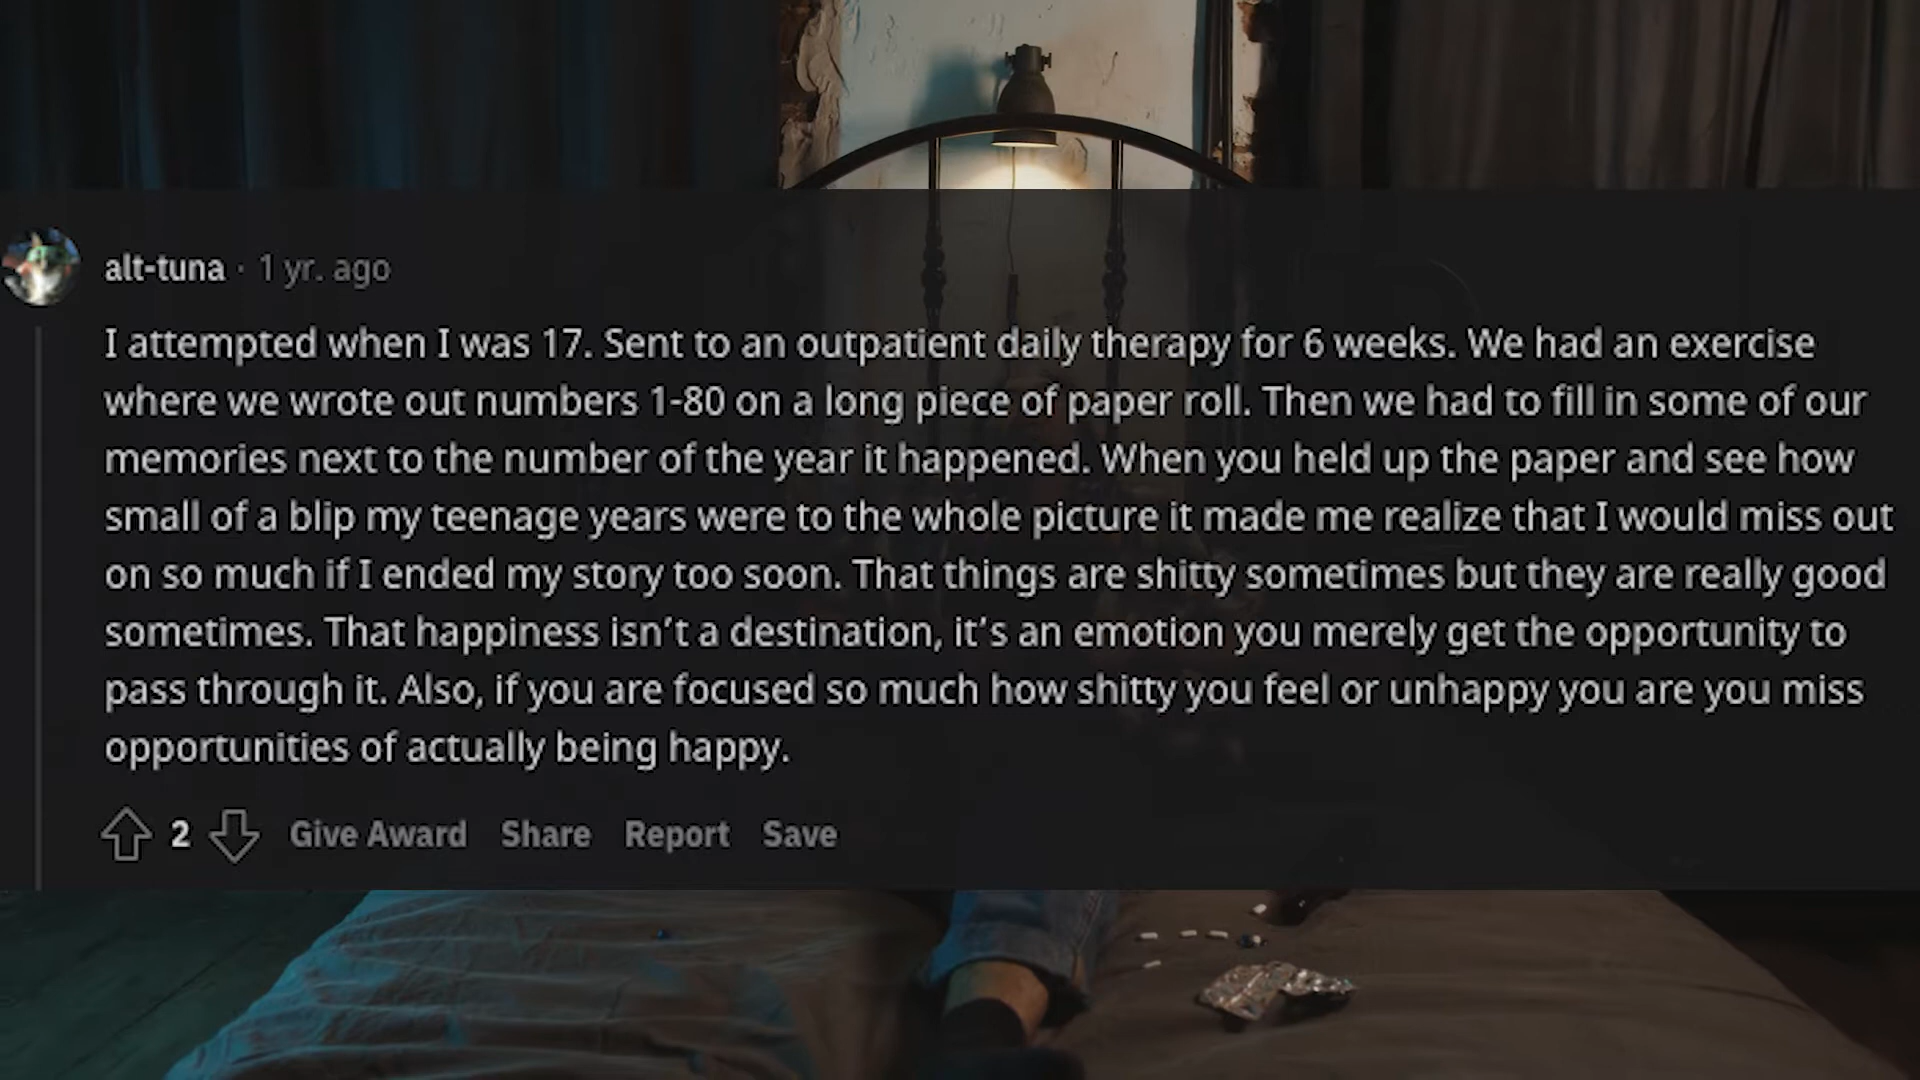 alt-tuna · 1 yr. ago
I attempted when I was 17. Sent to an outpatient daily therapy for 6 weeks. We had an exercise
where we wrote out numbers 1-80 on a long piece of paper roll. Then we had to fill in some of our
memories next to the number of the year it happened. When you held up the paper and see how
small of a blip my teenage years were to the whole picture it made me realize that I would miss out
on so much if I ended my story too soon. That things are shitty sometimes but they are really good
sometimes. That happiness isn’t a destination, it’s an emotion you merely get the opportunity to
pass through it. Also, if you are focused so much how shitty you feel or unhappy you are you miss
opportunities of actually being happy.
2 Give Award Share Report Save